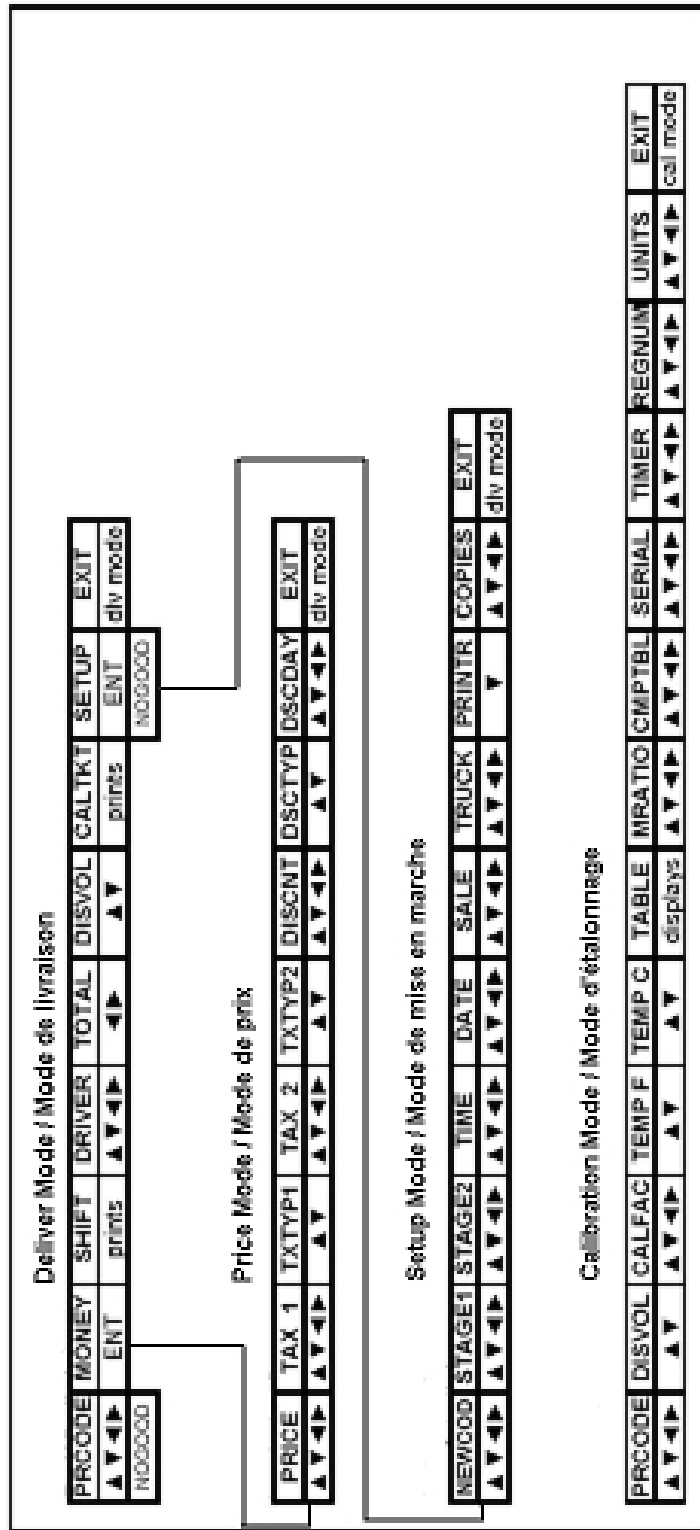 Deliver Mode / Mode de livraison
PRCODE MONEY SHIFT DRIVER TOTAL DISVOL CALTKT SETUP EXIT
▲▼◄► ENT prints ▲▼◄► ◄► ▲▼ prints ENT dlv mode
NOGOOD NOGOOD
Price Mode / Mode de prix
PRICE TAX 1 TXTYP1 TAX 2 TXTYP2 DISCNT DSCTYP DSCDAY EXIT
▲▼◄► ▲▼◄► ▲▼ ▲▼◄► ▲▼ ▲▼◄► ▲▼ ▲▼◄► dlv mode
Setup Mode / Mode de mise en marche
NEWCOD STAGE1 STAGE2 TIME DATE SALE TRUCK PRINTR COPIES EXIT
▲▼◄► ▲▼◄► ▲▼◄► ▲▼◄► ▲▼◄► ▲▼◄► ▲▼◄► ▼ ▲▼◄► dlv mode
Calibration Mode / Mode d'étalonnage
PRCODE DISVOL CALFAC TEMP F TEMP C TABLE MRATIO CMPTBL SERIAL TIMER REGNUM UNITS EXIT
▲▼◄► ▲▼ ▲▼◄► ▲▼ ▲▼ displays ▲▼◄► ▲▼◄► ▲▼◄► ▲▼◄► ▲▼◄► ▲▼◄► cal mode